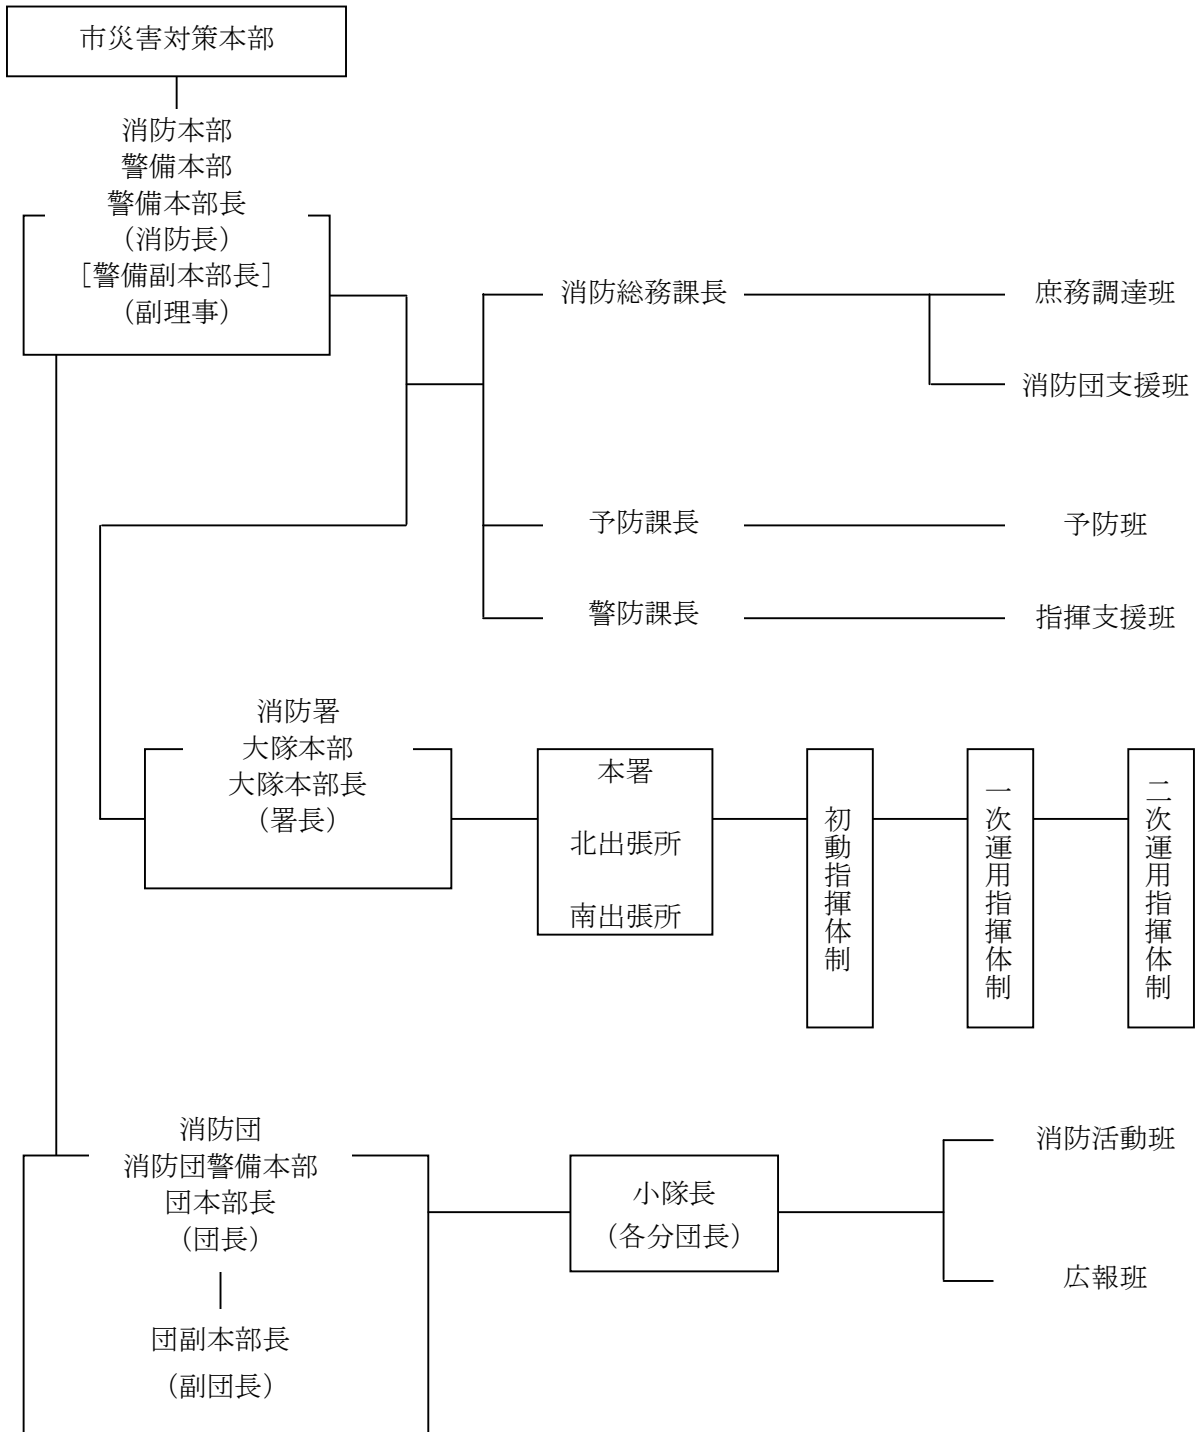 市災害対策本部
消防本部
警備本部
警備本部長
（消防長）
［警備副本部長］
（副理事）
消防総務課長
庶務調達班
消防団支援班
予防課長
予防班
警防課長
指揮支援班
消防署
大隊本部
大隊本部長
（署長）
本署
北出張所
南出張所
初動指揮体制
一次運用指揮体制
二次運用指揮体制
消防団
消防団警備本部
団本部長
（団長）
団副本部長
（副団長）
小隊長
（各分団長）
消防活動班
広報班